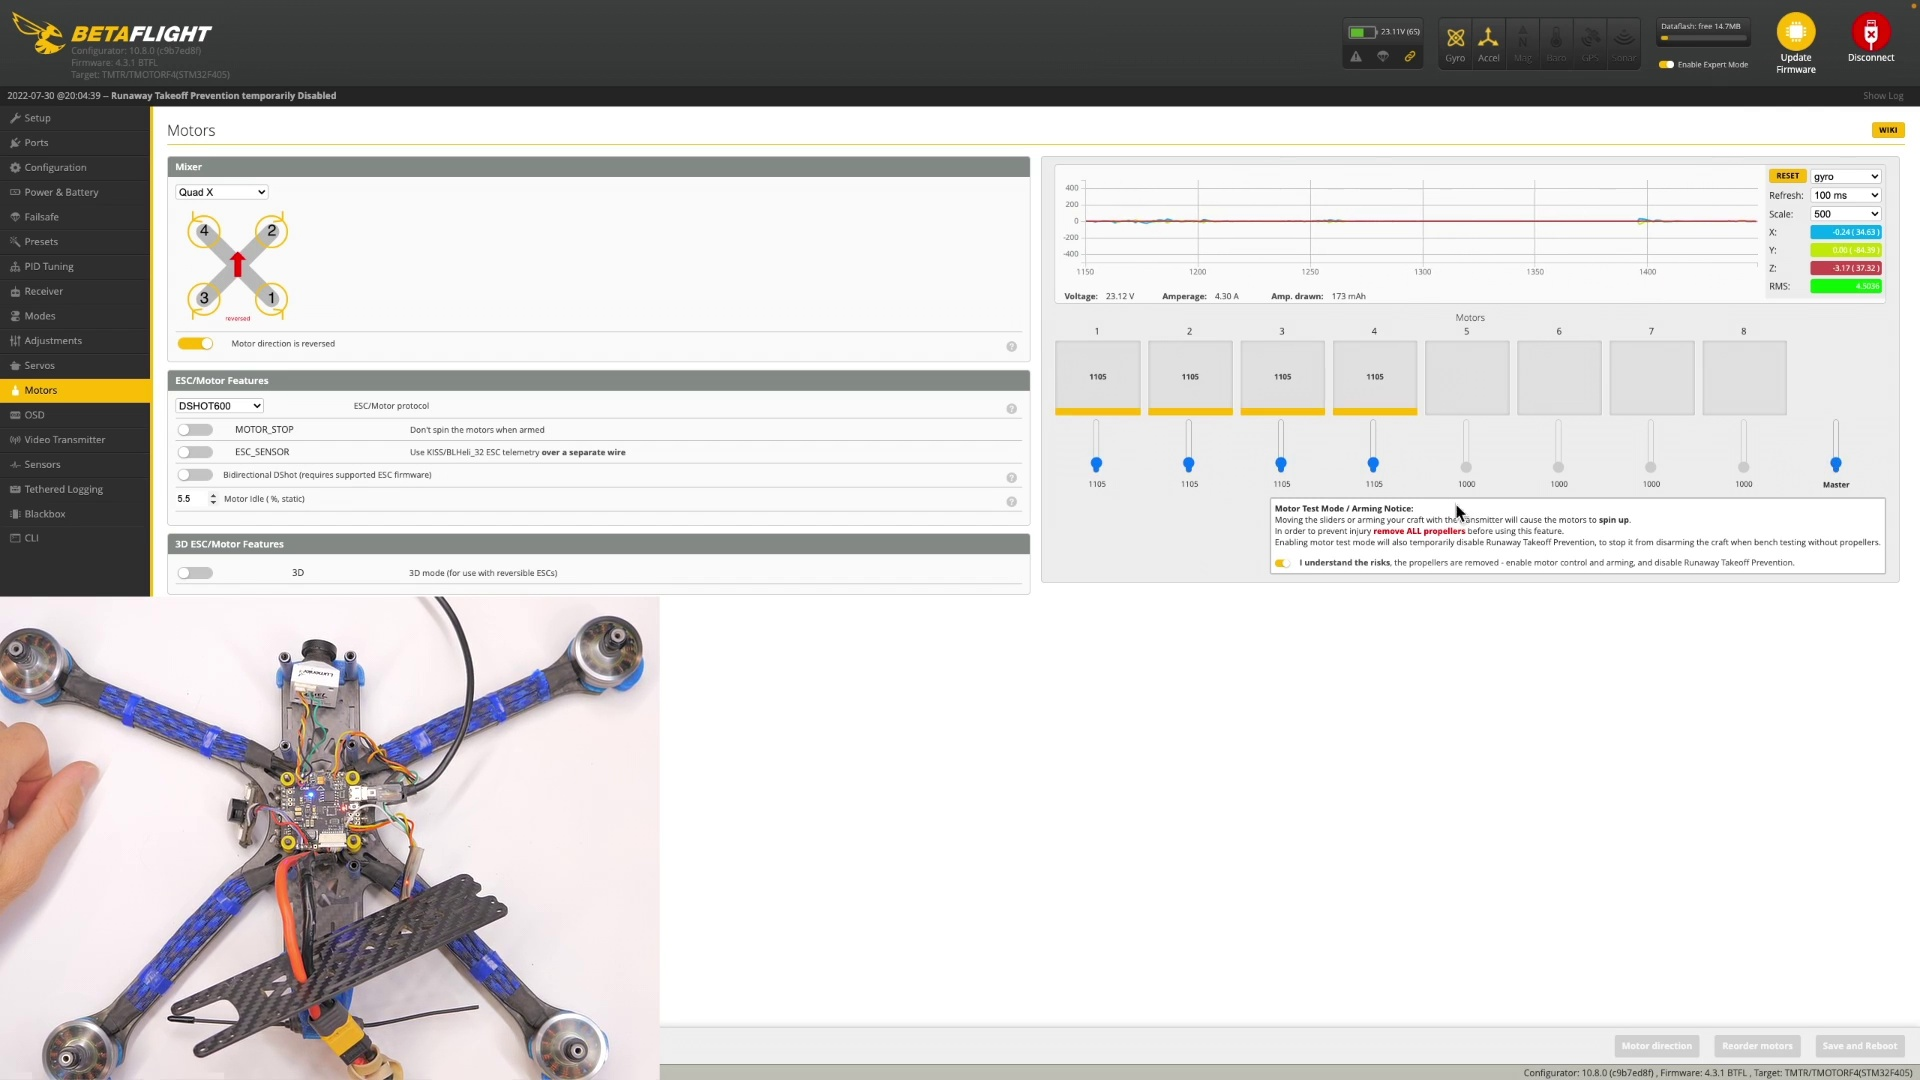 BETAFLIGHT
Configurator: 10.8.0 (c9b7ed8f)
Firmware: 4.3.1 BTFL
Target: TMTR/TMOTORF4(STM32F405)
23.11V (6S)
Gyro
Accel
Mag
Baro
GPS
Sonar
Dataflash: free 14.7MB
Enable Expert Mode
Update
Firmware
Disconnect
2022-07-30 @20:04:39 -- Runaway Takeoff Prevention temporarily Disabled
Show Log
Setup
Ports
Configuration
Power & Battery
Failsafe
Presets
PID Tuning
Receiver
Modes
Adjustments
Servos
Motors
OSD
Video Transmitter
Sensors
Tethered Logging
Blackbox
CLI
Motors
WIKI
Mixer
Quad X
4
2
3
1
reversed
Motor direction is reversed
ESC/Motor Features
DSHOT600
ESC/Motor protocol
MOTOR_STOP
Don't spin the motors when armed
ESC_SENSOR
Use KISS/BLHeli_32 ESC telemetry over a separate wire
Bidirectional DShot (requires supported ESC firmware)
5.5
Motor Idle ( %, static)
3D ESC/Motor Features
3D
3D mode (for use with reversible ESCs)
400
200
0
-200
-400
1150 1200 1250 1300 1350 1400
RESET
gyro
Refresh: 100 ms
Scale: 500
X: -0.24 ( 34.63 )
Y: 0.00 ( -84.39 )
Z: -3.17 ( 37.32 )
RMS: 4.5036
Voltage: 23.12 V Amperage: 4.30 A Amp. drawn: 173 mAh
Motors
1 2 3 4 5 6 7 8
1105 1105 1105 1105
1105 1105 1105 1105 1000 1000 1000 1000 Master
Motor Test Mode / Arming Notice:
Moving the sliders or arming your craft with the transmitter will cause the motors to spin up.
In order to prevent injury remove ALL propellers before using this feature.
Enabling motor test mode will also temporarily disable Runaway Takeoff Prevention, to stop it from disarming the craft when bench testing without propellers.
I understand the risks, the propellers are removed - enable motor control and arming, and disable Runaway Takeoff Prevention.
Motor direction
Reorder motors
Save and Reboot
Configurator: 10.8.0 (c9b7ed8f) , Firmware: 4.3.1 BTFL , Target: TMTR/TMOTORF4(STM32F405)